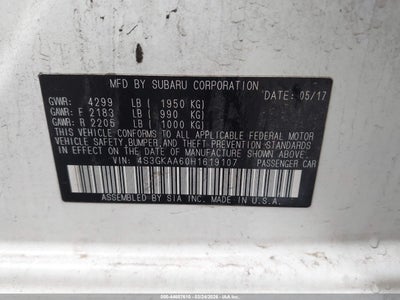 MFD BY SUBARU CORPORATION
DATE: 05/17
GVWR: 4299 LB ( 1950 KG)
GAWR: F 2183 LB ( 990 KG)
GAWR: R 2205 LB ( 1000 KG)
THIS VEHICLE CONFORMS TO ALL APPLICABLE FEDERAL MOTOR
VEHICLE SAFETY, BUMPER, AND
THEFT PREVENTION STANDARDS IN
EFFECT ON THE DATE OF MANUFACTURE SHOWN ABOVE.
VIN: 4S3GKAA60H1619107 PASSENGER CAR
ASSEMBLED BY SIA INC. MADE IN U.S.A.